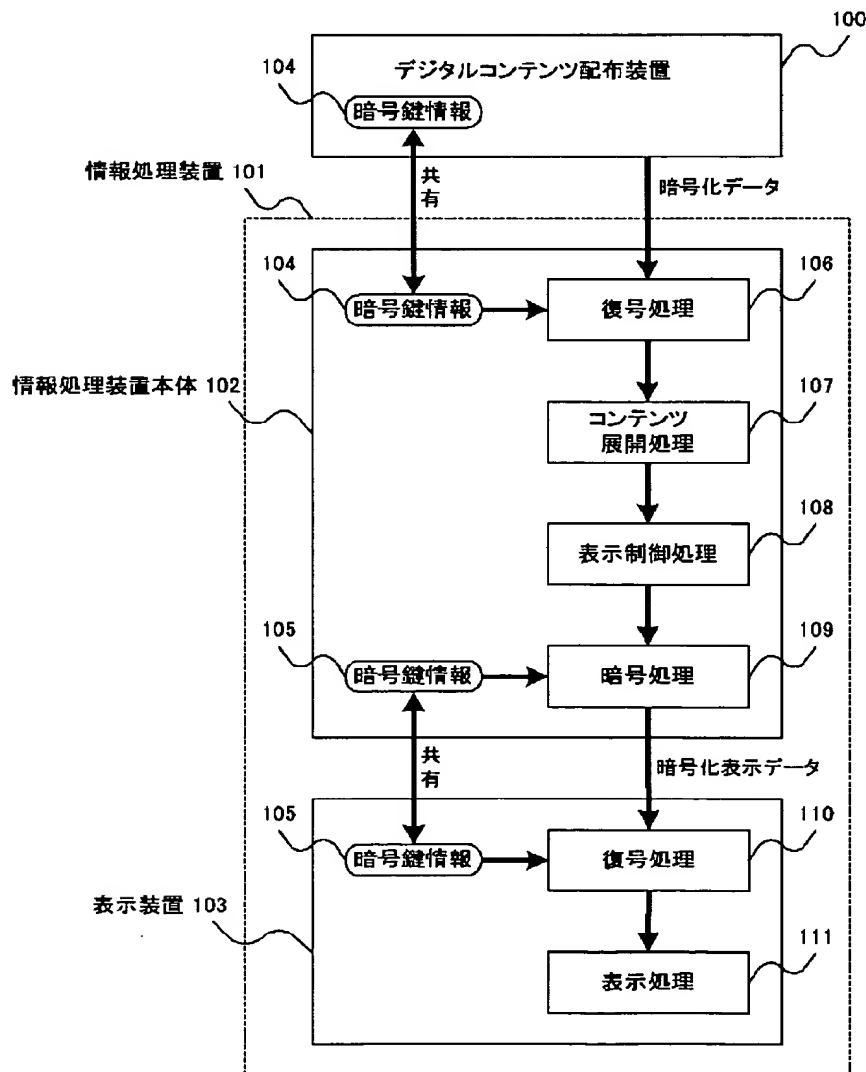 100
デジタルコンテンツ配布装置
104
暗号鍵情報
情報処理装置 101
共有
暗号化データ
104
暗号鍵情報
復号処理
106
情報処理装置本体 102
コンテンツ
展開処理
107
表示制御処理
108
105
暗号鍵情報
暗号処理
109
共有
暗号化表示データ
105
暗号鍵情報
復号処理
110
表示装置 103
表示処理
111